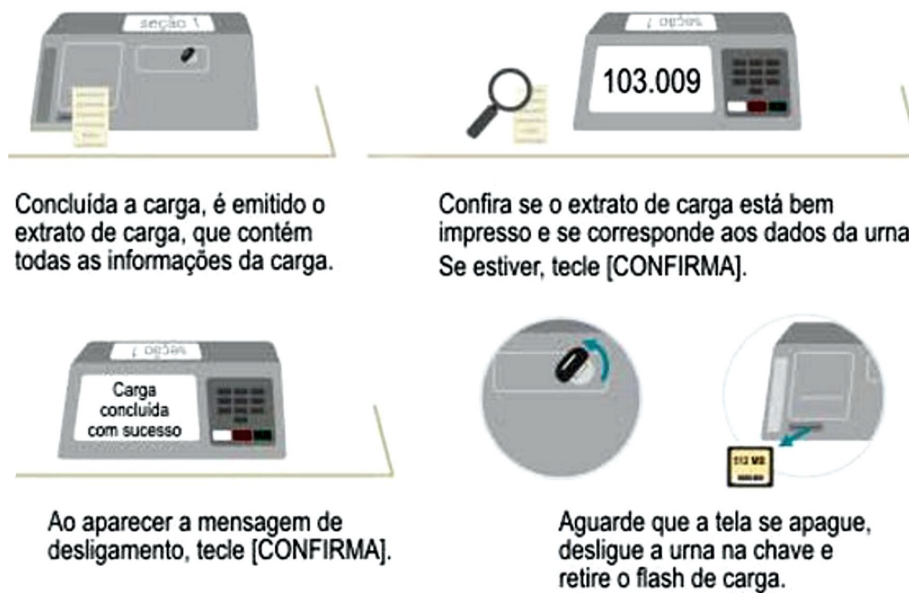 seção 1
seção 1
103.009
Concluída a carga, é emitido o
extrato de carga, que contém
todas as informações da carga.
Confira se o extrato de carga está bem
impresso e se corresponde aos dados da urna
Se estiver, tecle [CONFIRMA].
seção 1
Carga
concluída
com sucesso
512 MB
Ao aparecer a mensagem de
desligamento, tecle [CONFIRMA].
Aguarde que a tela se apague,
desligue a urna na chave e
retire o flash de carga.